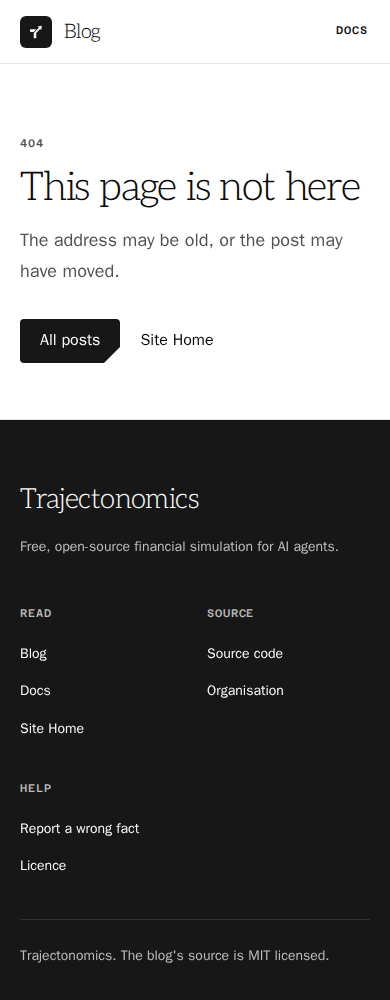 Blog
DOCS
404
This page is not here
The address may be old, or the post may
have moved.
All posts
Site Home
Trajectonomics
Free, open-source financial simulation for AI agents.
READ
Blog
Docs
Site Home
SOURCE
Source code
Organisation
HELP
Report a wrong fact
Licence
Trajectonomics. The blog's source is MIT licensed.